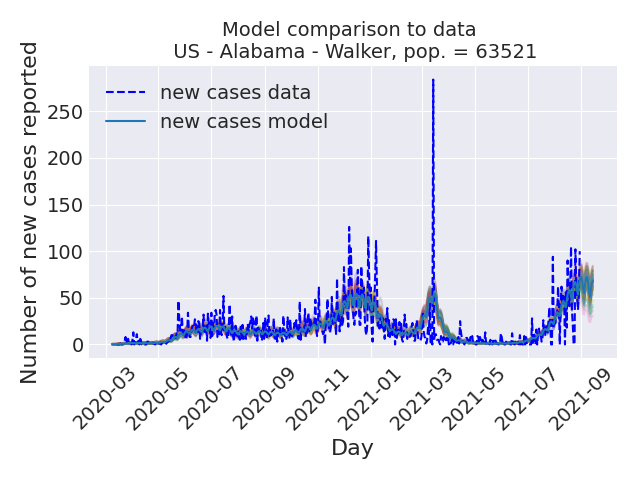 Model comparison to data
US - Alabama - Walker, pop. = 63521
Number of new cases reported
new cases data
new cases model
250
200
150
100
50
0
2020-03
2020-05
2020-07
2020-09
2020-11
2021-01
2021-03
2021-05
2021-07
2021-09
Day